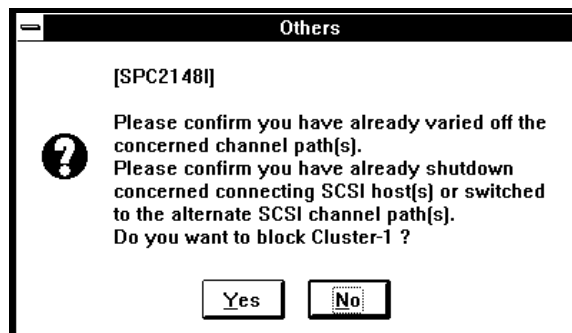 Others
[SPC2148I]
Please confirm you have already varied off the
concerned channel path(s).
Please confirm you have already shutdown
concerned connecting SCSI host(s) or switched
to the alternate SCSI channel path(s).
Do you want to block Cluster-1 ?
Yes No